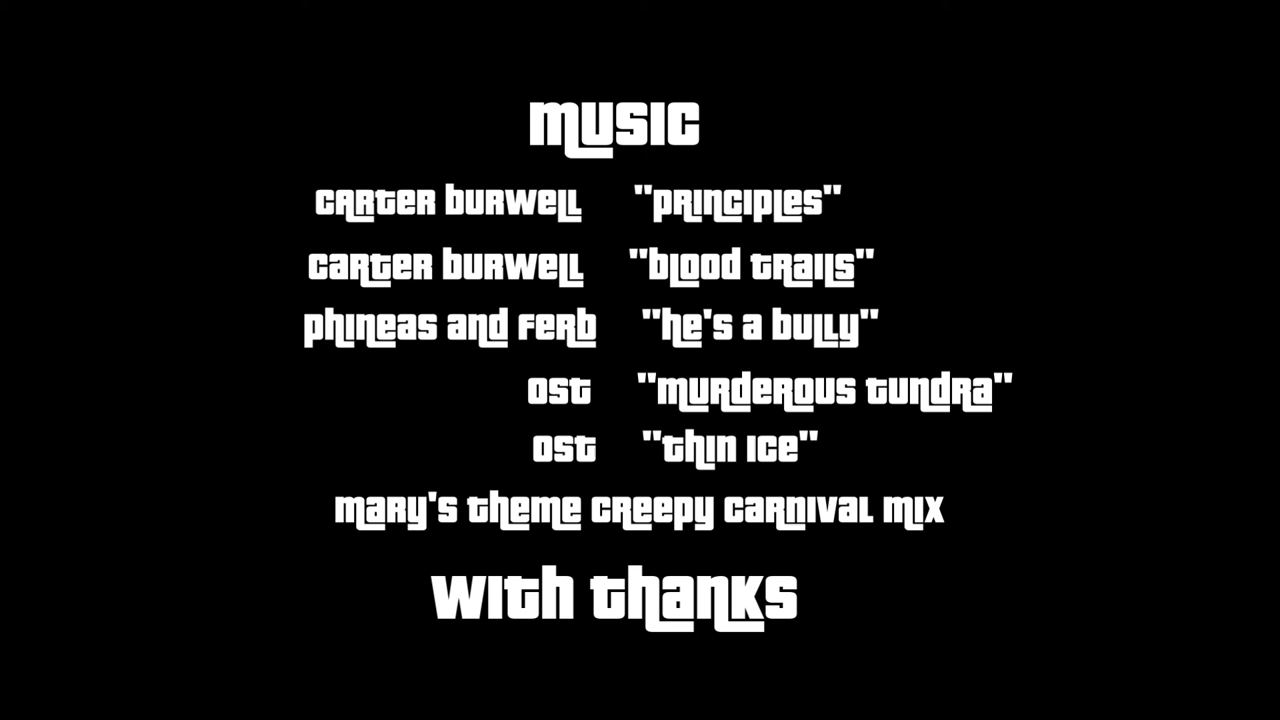 MUSIC
CARTER BURWELL "PRINCIPLES"
CARTER BURWELL "BLOOD TRAILS"
PHINEAS AND FERB "HE'S A BULLY"
OST "MURDEROUS TUNDRA"
OST "THIN ICE"
MARY'S THEME CREEPY CARNIVAL MIX
WITH THANKS